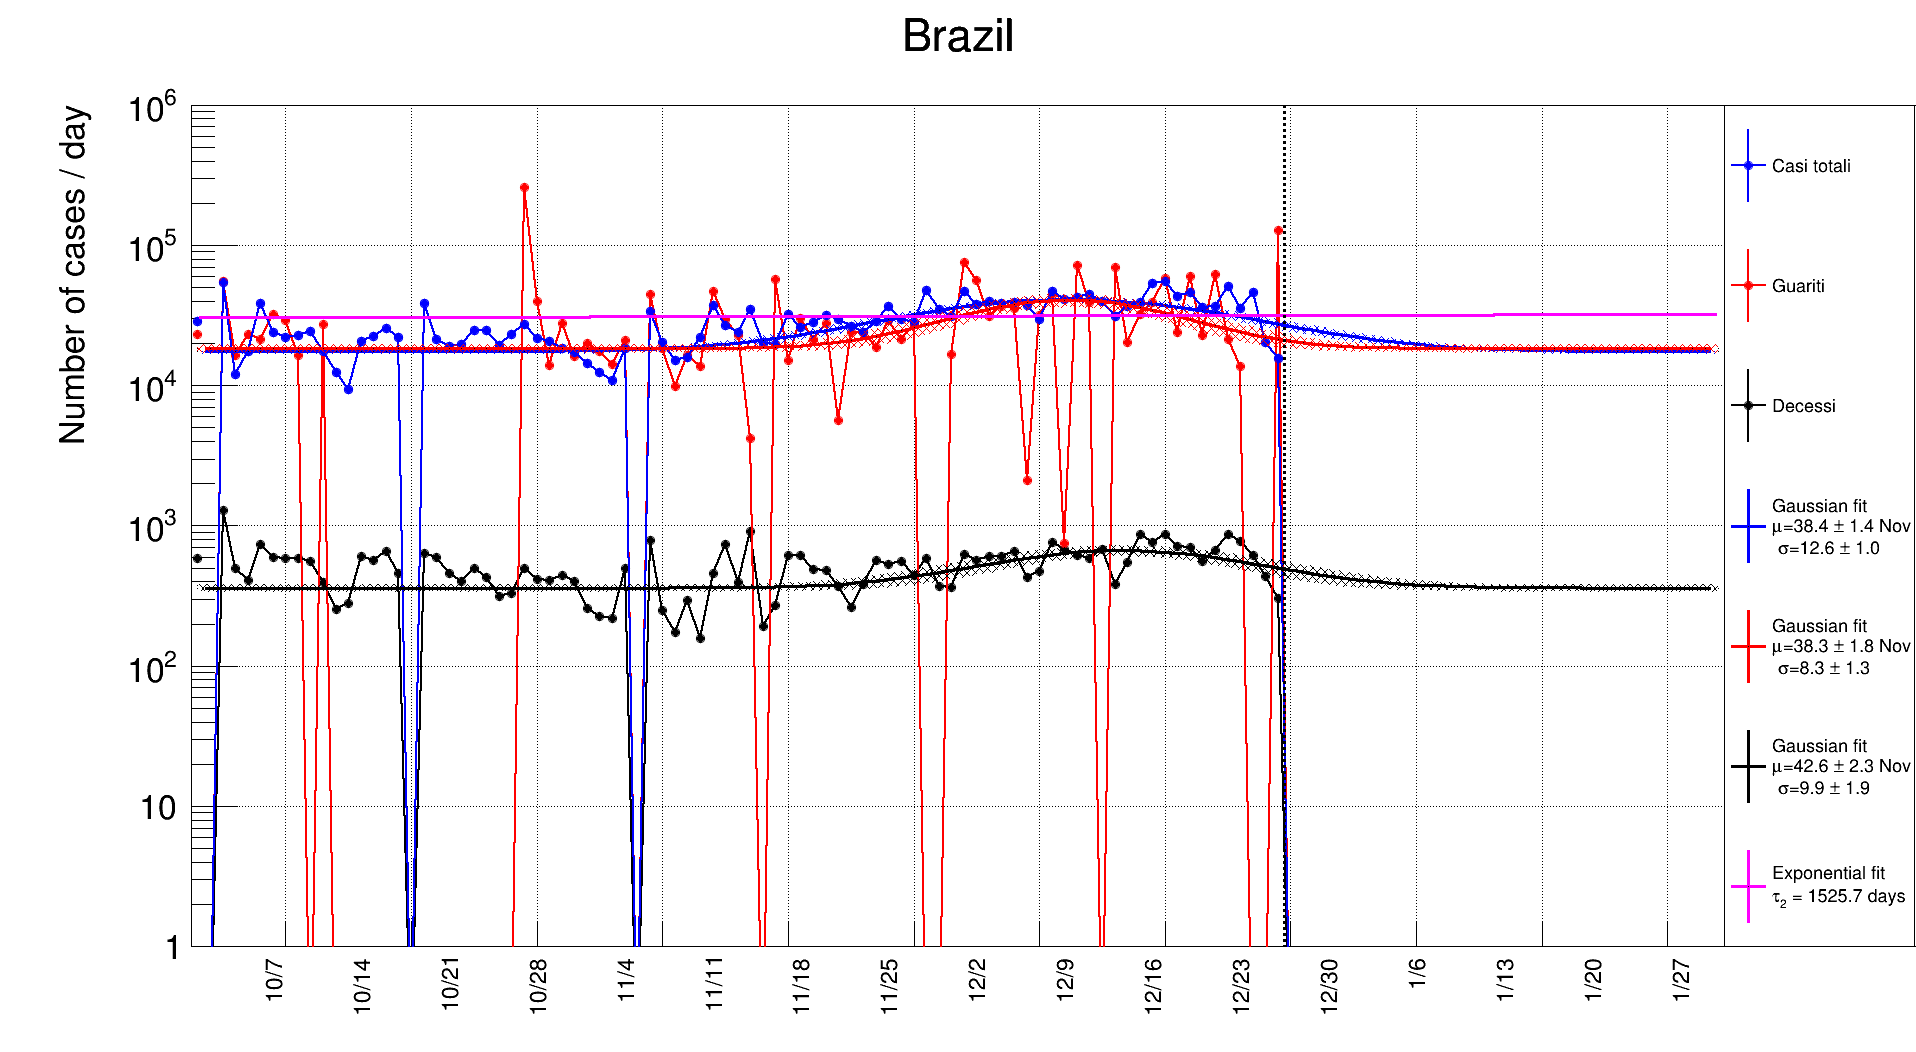 Brazil
Number of cases / day
10^6
10^5
10^4
10^3
10^2
10
1
10/7
10/14
10/21
10/28
11/4
11/11
11/18
11/25
12/2
12/9
12/16
12/23
12/30
1/6
1/13
1/20
1/27
Casi totali
Guariti
Decessi
Gaussian fit
μ=38.4 ± 1.4 Nov
σ=12.6 ± 1.0
Gaussian fit
μ=38.3 ± 1.8 Nov
σ=8.3 ± 1.3
Gaussian fit
μ=42.6 ± 2.3 Nov
σ=9.9 ± 1.9
Exponential fit
τ₂ = 1525.7 days